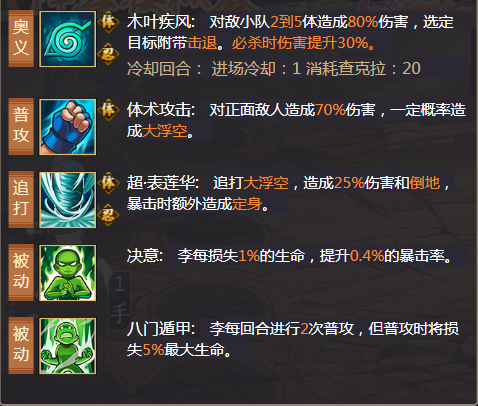 奥义
体
忍
木叶疾风： 对敌小队2到5体造成80%伤害，选定
目标附带击退。必杀时伤害提升30%。
冷却回合： 进场冷却：1 消耗查克拉：20
普攻
体
体术攻击： 对正面敌人造成70%伤害，一定概率造
成大浮空。
追打
体
忍
超·表莲华： 追打大浮空，造成25%伤害和倒地，
暴击时额外造成定身。
被动
决意： 李每损失1%的生命，提升0.4%的暴击率。
1
手
被动
八门遁甲： 李每回合进行2次普攻，但普攻时将损
失5%最大生命。